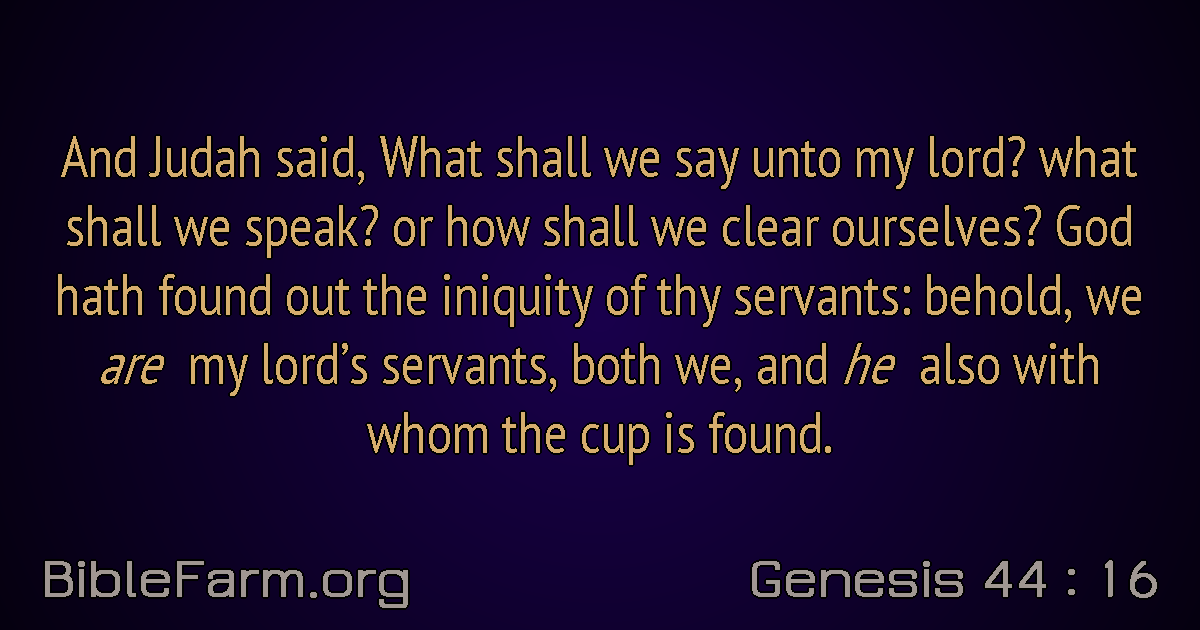 And Judah said, What shall we say unto my lord? what
shall we speak? or how shall we clear ourselves? God
hath found out the iniquity of thy servants: behold, we
are my lord’s servants, both we, and he also with
whom the cup is found.
BibleFarm.org
Genesis 44 : 16